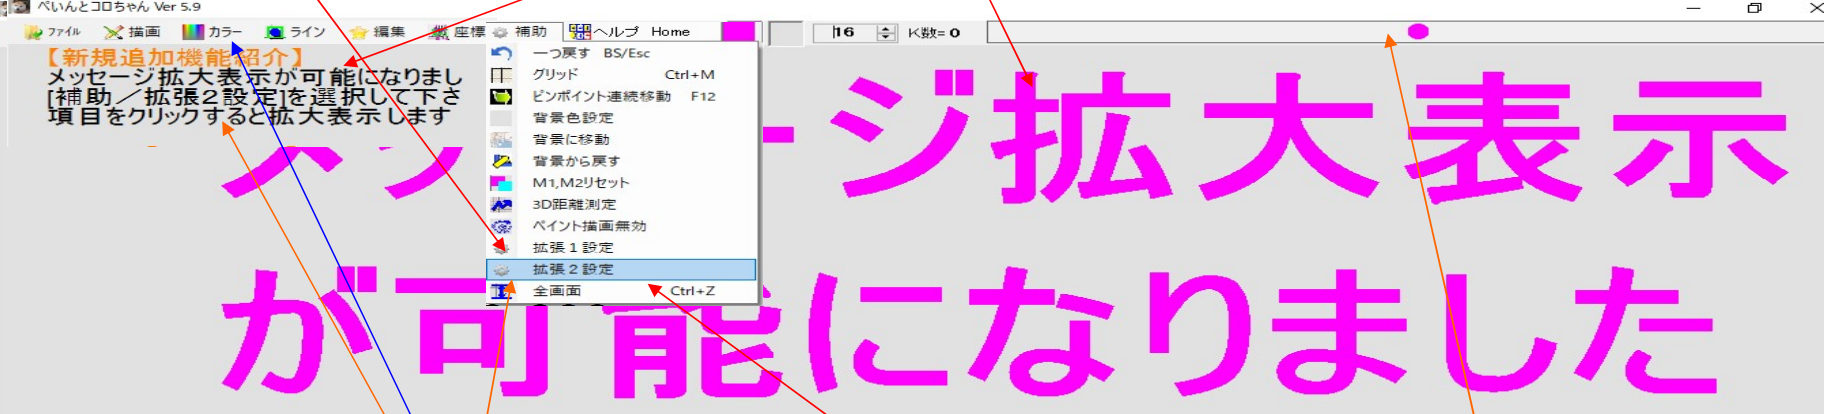 ぺいんとコロちゃん Ver 5.9
ファイル 描画 カラー ライン 編集 座標 補助 ヘルプ Home 16 K数= 0
【新規追加機能紹介】
メッセージ拡大表示が可能になりまし
[補助／拡張２設定]を選択して下さ
項目をクリックすると拡大表示します
一つ戻す BS/Esc
グリッド Ctrl+M
ピンポイント連続移動 F12
背景色設定
背景に移動
背景から戻す
M1,M2リセット
3D距離測定
ペイント描画無効
拡張１設定
拡張２設定
全画面 Ctrl+Z
ージ拡大表示
が可能になりました